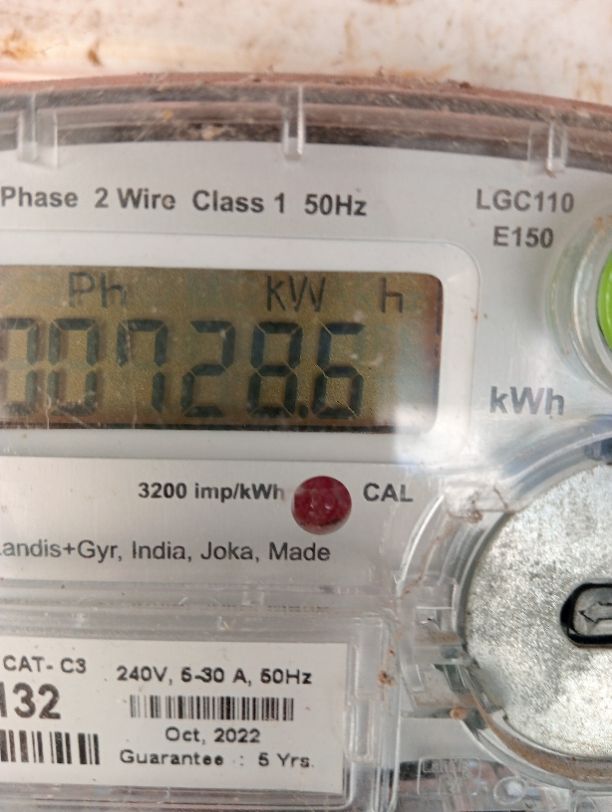 Phase 2 Wire Class 1 50Hz
LGC110
E150
Ph kW h
00728.6
kWh
3200 imp/kWh CAL
Landis+Gyr, India, Joka, Made
CAT- C3
132
240V, 5-30 A, 50Hz
Oct, 2022
Guarantee : 5 Yrs.